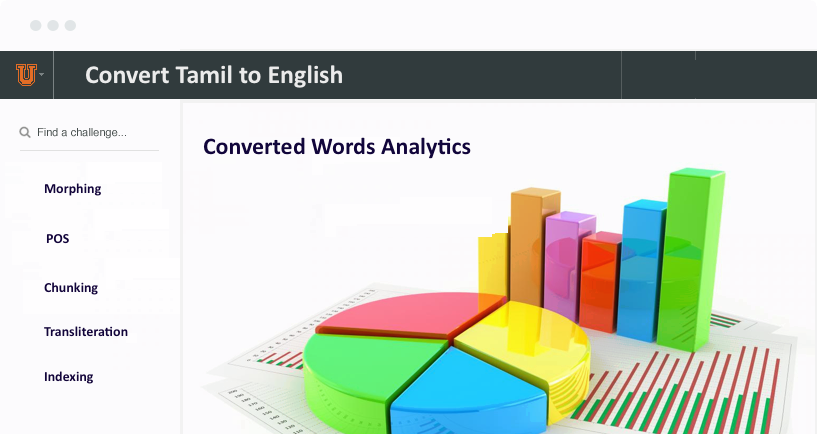 U
Convert Tamil to English
Find a challenge...
Converted Words Analytics
Morphing
POS
Chunking
Transliteration
Indexing